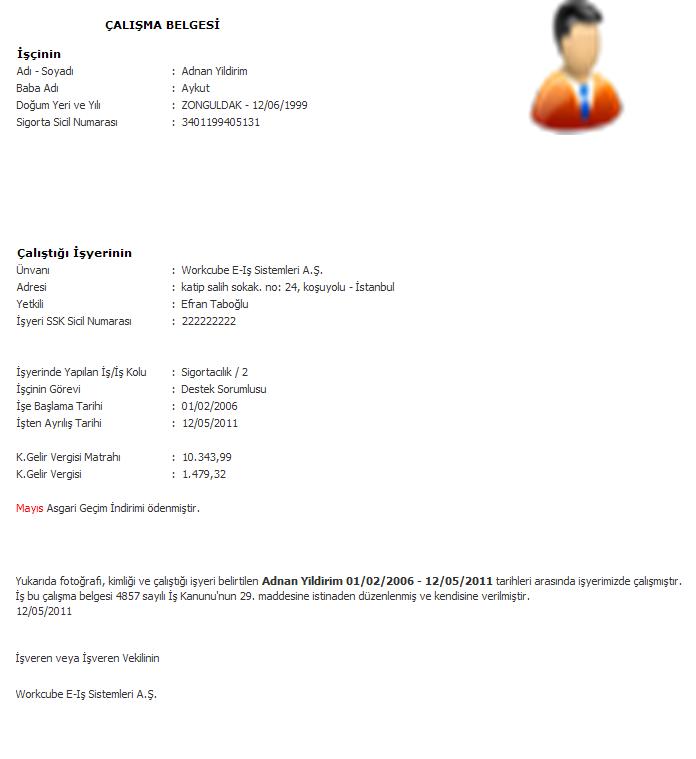 ÇALIŞMA BELGESİ
İşçinin
Adı - Soyadı : Adnan Yildirim
Baba Adı : Aykut
Doğum Yeri ve Yılı : ZONGULDAK - 12/06/1999
Sigorta Sicil Numarası : 3401199405131
Çalıştığı İşyerinin
Ünvanı : Workcube E-İş Sistemleri A.Ş.
Adresi : katip salih sokak. no: 24, koşuyolu - İstanbul
Yetkili : Efran Taboğlu
İşyeri SSK Sicil Numarası : 222222222
İşyerinde Yapılan İş/İş Kolu : Sigortacılık / 2
İşçinin Görevi : Destek Sorumlusu
İşe Başlama Tarihi : 01/02/2006
İşten Ayrılış Tarihi : 12/05/2011
K.Gelir Vergisi Matrahı : 10.343,99
K.Gelir Vergisi : 1.479,32
Mayıs Asgari Geçim İndirimi ödenmiştir.
Yukarıda fotoğrafı, kimliği ve çalıştığı işyeri belirtilen Adnan Yildirim 01/02/2006 - 12/05/2011 tarihleri arasında işyerimizde çalışmıştır.
İş bu çalışma belgesi 4857 sayılı İş Kanunu'nun 29. maddesine istinaden düzenlenmiş ve kendisine verilmiştir.
12/05/2011
İşveren veya İşveren Vekilinin
Workcube E-İş Sistemleri A.Ş.